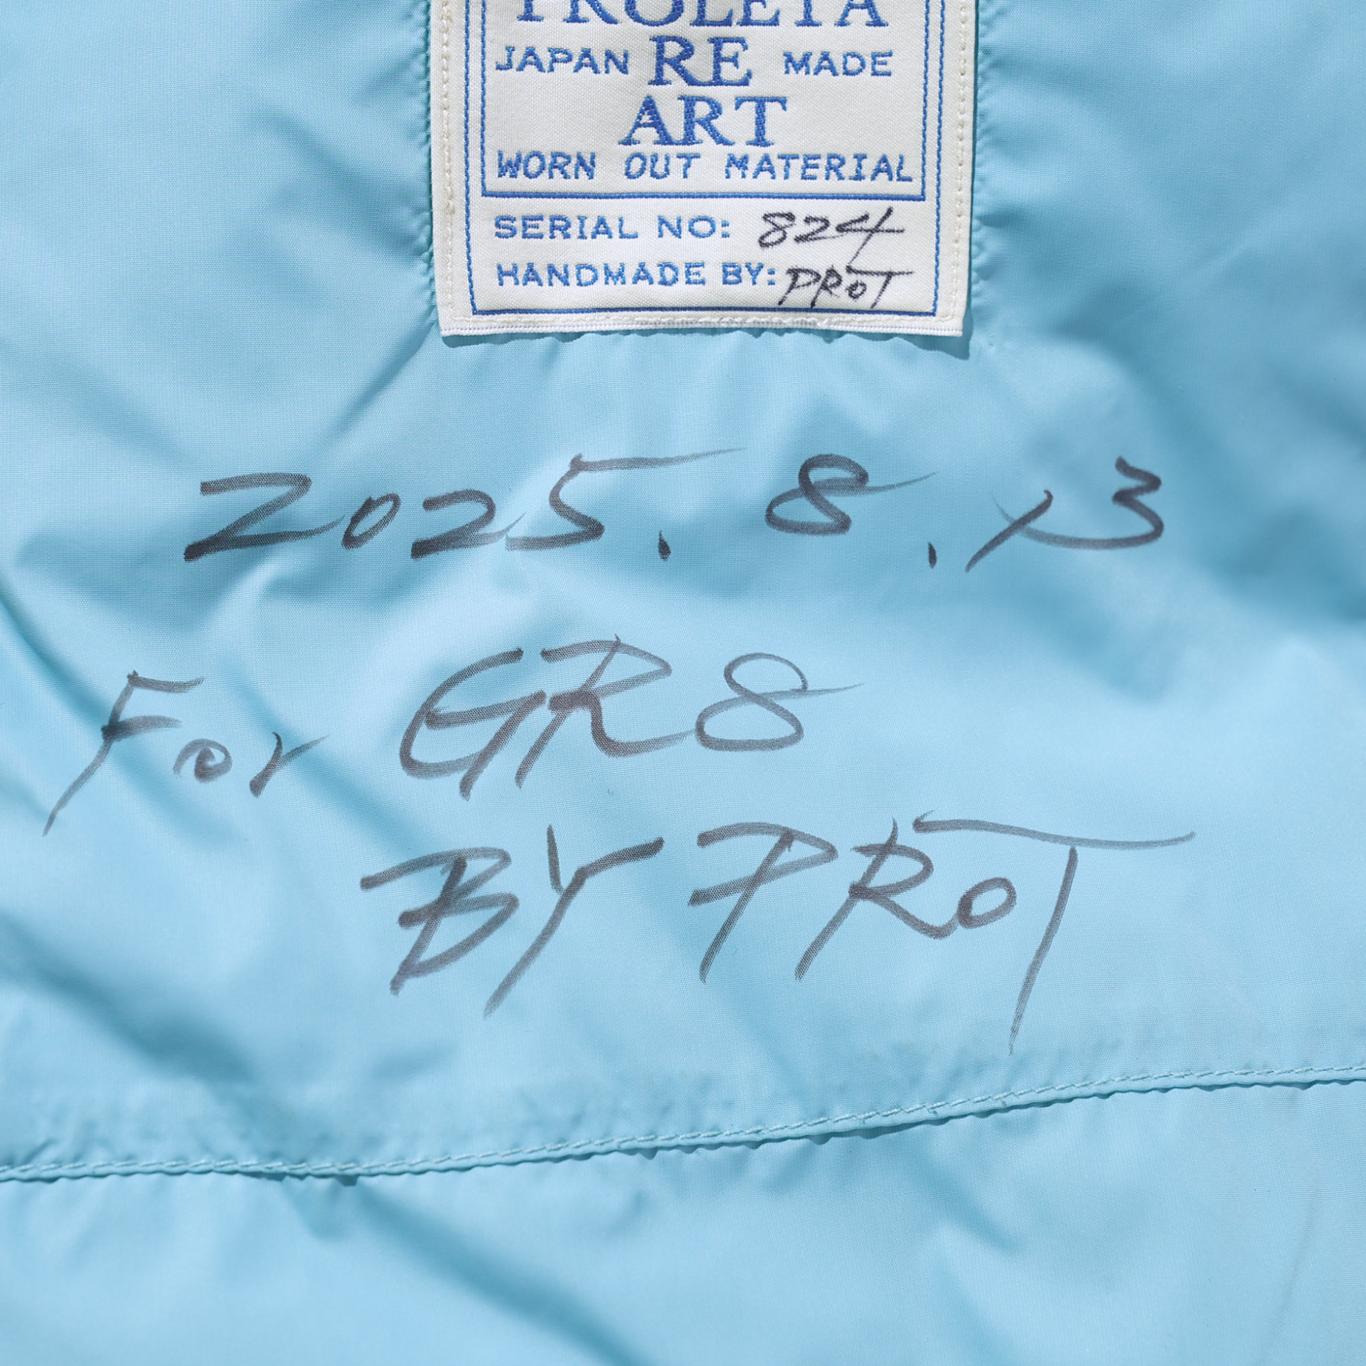 PROLETA
JAPAN RE MADE
ART
WORN OUT MATERIAL
SERIAL NO: 824
HANDMADE BY: PROT
2025. 8. 13
For GR8
BY PROT